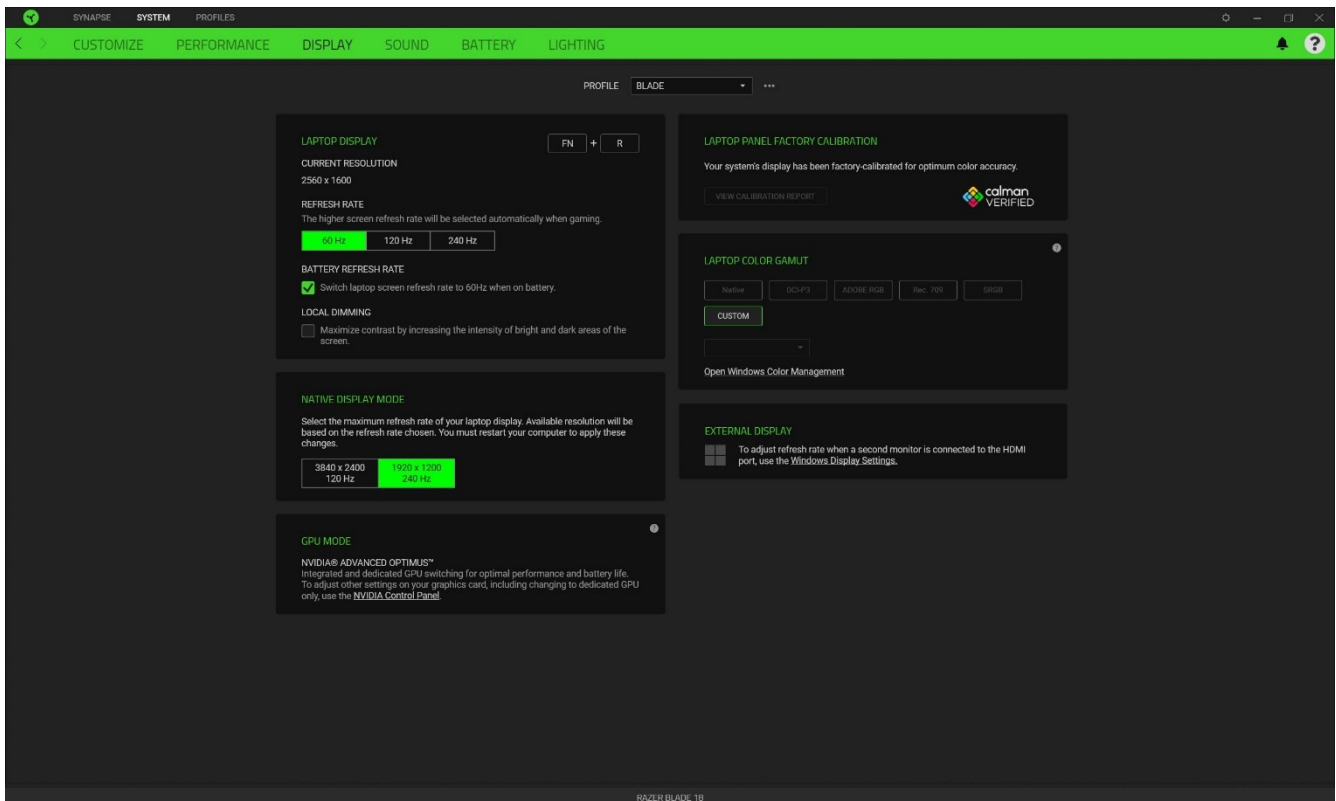 SYNAPSE SYSTEM PROFILES
CUSTOMIZE PERFORMANCE DISPLAY SOUND BATTERY LIGHTING
?
PROFILE BLADE
LAPTOP DISPLAY
FN + R
CURRENT RESOLUTION
2560 x 1600
REFRESH RATE
The higher screen refresh rate will be selected automatically when gaming.
60 Hz 120 Hz 240 Hz
BATTERY REFRESH RATE
Switch laptop screen refresh rate to 60Hz when on battery.
LOCAL DIMMING
Maximize contrast by increasing the intensity of bright and dark areas of the
screen.
NATIVE DISPLAY MODE
Select the maximum refresh rate of your laptop display. Available resolution will be
based on the refresh rate chosen. You must restart your computer to apply these
changes.
3840 x 2400
120 Hz
1920 x 1200
240 Hz
GPU MODE
?
NVIDIA® ADVANCED OPTIMUS™
Integrated and dedicated GPU switching for optimal performance and battery life.
To adjust other settings on your graphics card, including changing to dedicated GPU
only, use the NVIDIA Control Panel.
LAPTOP PANEL FACTORY CALIBRATION
Your system's display has been factory-calibrated for optimum color accuracy.
VIEW CALIBRATION REPORT
calman
VERIFIED
?
LAPTOP COLOR GAMUT
Native DCI-P3 ADOBE RGB Rec. 709 SRGB
CUSTOM
Open Windows Color Management
EXTERNAL DISPLAY
To adjust refresh rate when a second monitor is connected to the HDMI
port, use the Windows Display Settings.
RAZER BLADE 18